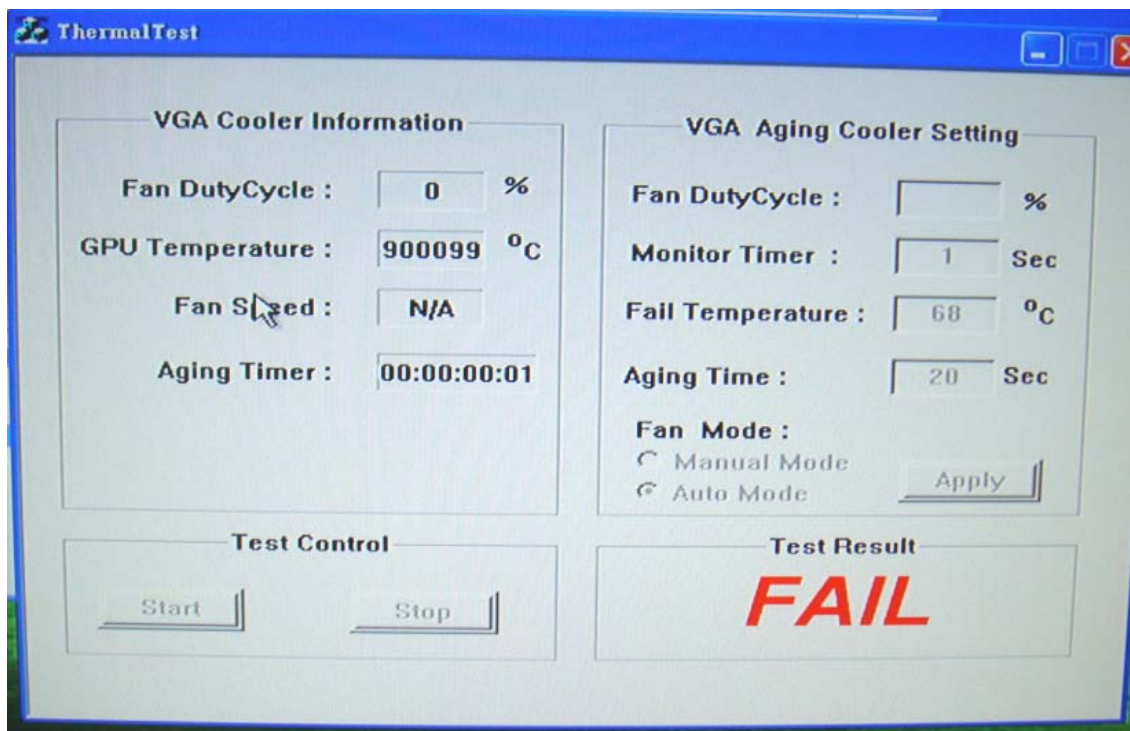 ThermalTest
VGA Cooler Information
Fan DutyCycle : 0 %
GPU Temperature : 900099 °C
Fan Speed : N/A
Aging Timer : 00:00:00:01
VGA Aging Cooler Setting
Fan DutyCycle : %
Monitor Timer : 1 Sec
Fail Temperature : 68 °C
Aging Time : 20 Sec
Fan Mode :
Manual Mode
Auto Mode
Apply
Test Control
Start Stop
Test Result
FAIL